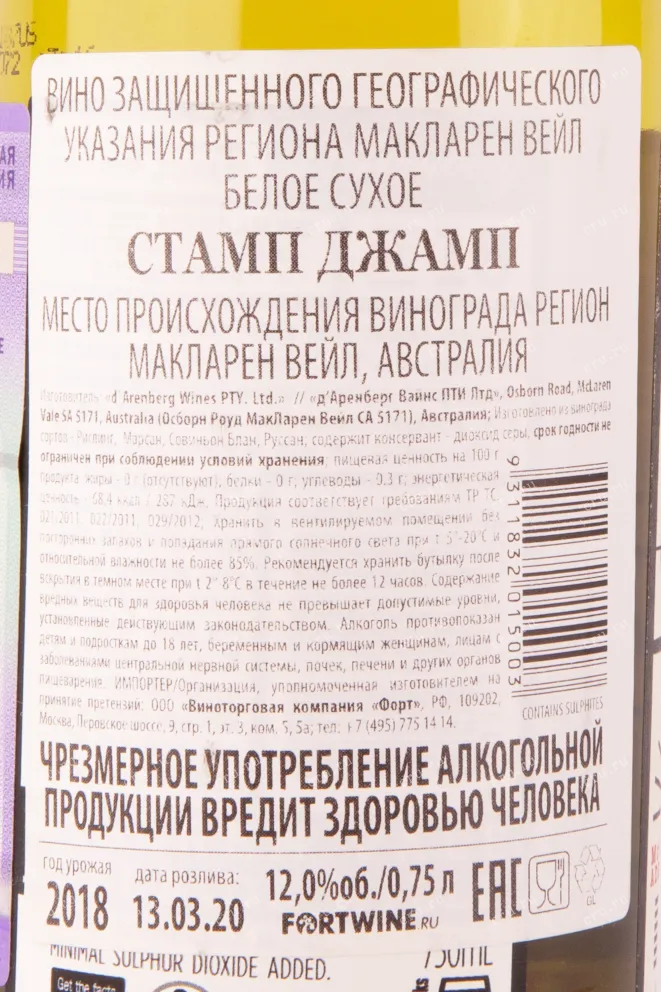 ВИНО ЗАЩИЩЕННОГО ГЕОГРАФИЧЕСКОГО
УКАЗАНИЯ РЕГИОНА МАКЛАРЕН ВЕЙЛ
БЕЛОЕ СУХОЕ
СТАМП ДЖАМП
МЕСТО ПРОИСХОЖДЕНИЯ ВИНОГРАДА РЕГИОН
МАКЛАРЕН ВЕЙЛ, АВСТРАЛИЯ
Изготовитель: «d Arenberg Wines PTY. Ltd.» // «д'Аренберг Вайнс ПТИ Лтд», Osborn Road, McLaren
Vale SA 5171, Australia (Осборн Роуд МакЛарен Вейл СА 5171), Австралия; Изготовлено из винограда
сортов - Рислинг, Марсан, Совиньон Блан, Руссан, содержит консервант - диоксид серы, срок годности не
ограничен при соблюдении условий хранения; пищевая ценность на 100 г
продукта: жиры - 0 г (отсутствуют), белки - 0 г; углеводы - 0.3 г; энергетическая
ценность - 68,4 ккал / 287 кДж. Продукция соответствует требованиям ТР ТС
021/2011, 022/2011, 029/2012; Хранить в вентилируемом помещении без
посторонних запахов и попадания прямого солнечного света при t 5°-20°С и
относительной влажности не более 85%. Рекомендуется хранить бутылку после
вскрытия в темном месте при t 2° 8°С в течение не более 12 часов. Содержание
вредных веществ для здоровья человека не превышает допустимые уровни,
установленные действующим законодательством. Алкоголь противопоказан
детям и подросткам до 18 лет, беременным и кормящим женщинам, лицам с
заболеваниями центральной нервной системы, почек, печени и других органов
пищеварения. ИМПОРТЕР/Организация, уполномоченная изготовителем на
принятие претензий: ООО «Виноторговая компания «Форт», РФ, 109202,
Москва, Перовское шоссе, 9, стр. 1, эт. 3, ком. 5, 5а; тел: +7 (495) 775 14 14.
9 311832 015003
CONTAINS SULPHITES
ЧРЕЗМЕРНОЕ УПОТРЕБЛЕНИЕ АЛКОГОЛЬНОЙ
ПРОДУКЦИИ ВРЕДИТ ЗДОРОВЬЮ ЧЕЛОВЕКА
год урожая
2018
дата розлива:
13.03.20
12,0%об./0,75 л
FORTWINE.RU
EAC
GL
MINIMAL SULPHUR DIOXIDE ADDED.
750mL
Get the facts